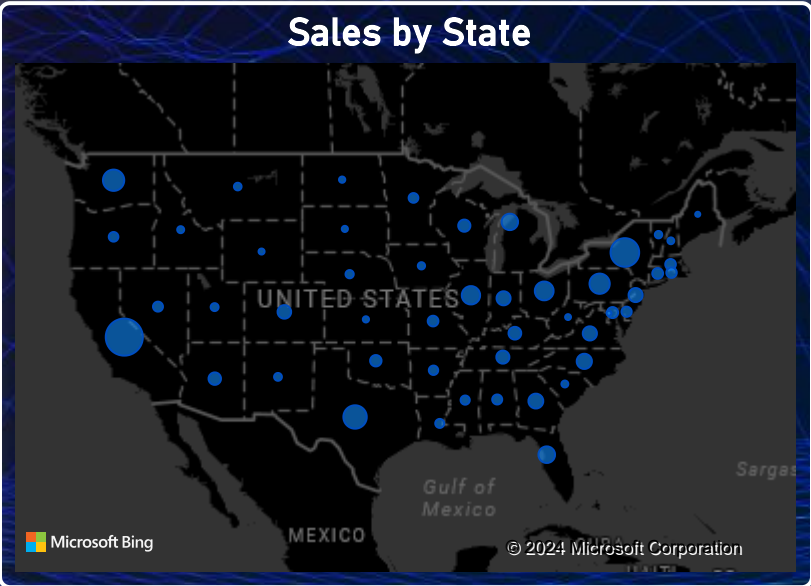 Sales by State
UNITED STATES
Gulf of
Mexico
Sargas
MEXICO
Microsoft Bing
© 2024 Microsoft Corporation